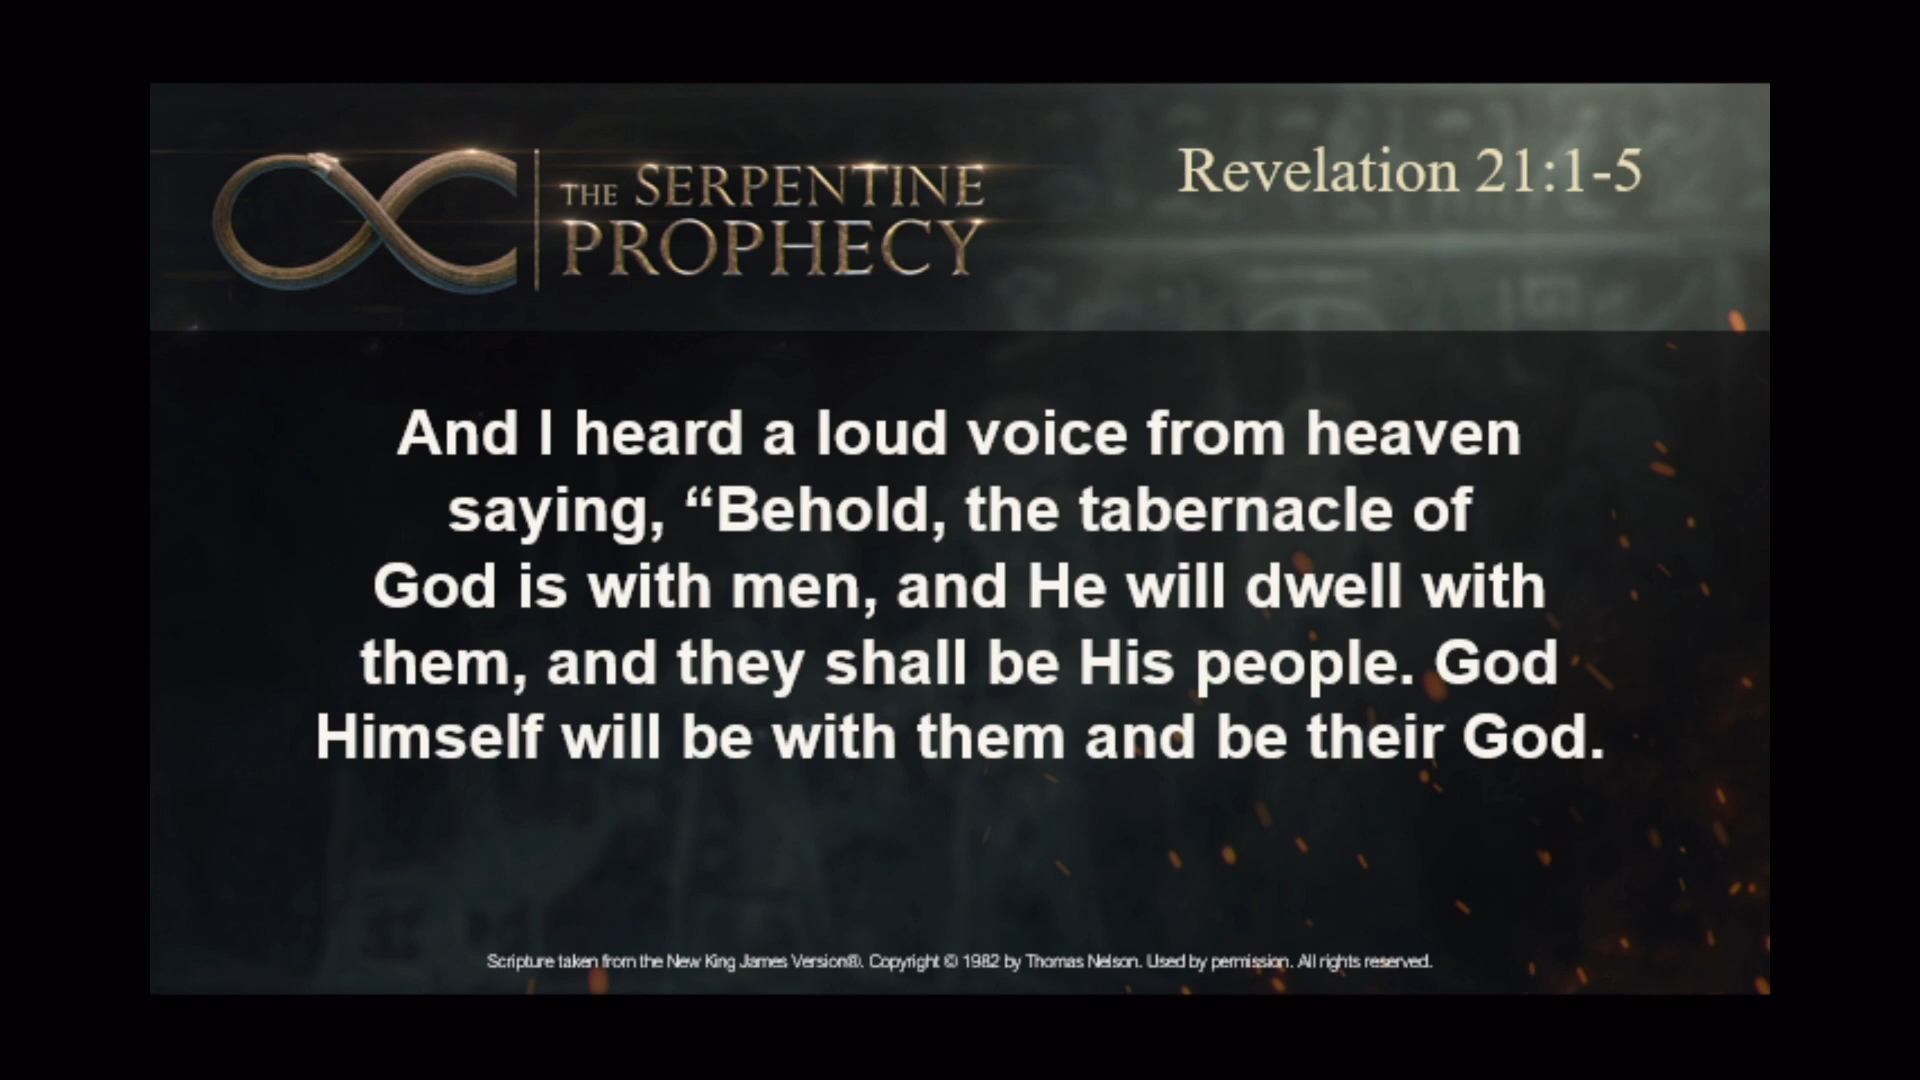 THE SERPENTINE
PROPHECY
Revelation 21:1-5
And I heard a loud voice from heaven
saying, “Behold, the tabernacle of
God is with men, and He will dwell with
them, and they shall be His people. God
Himself will be with them and be their God.
Scripture taken from the New King James Version®. Copyright © 1982 by Thomas Nelson. Used by permission. All rights reserved.